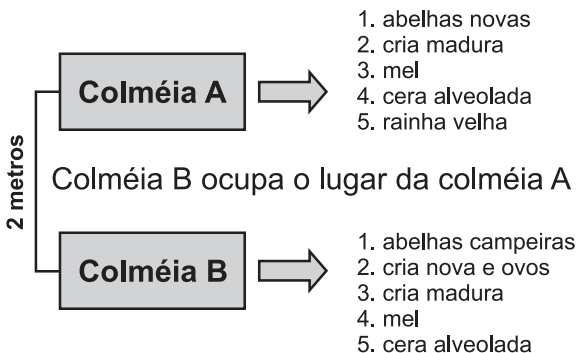 1. abelhas novas
2. cria madura
3. mel
4. cera alveolada
5. rainha velha
Colméia A
2 metros
Colméia B ocupa o lugar da colméia A
Colméia B
1. abelhas campeiras
2. cria nova e ovos
3. cria madura
4. mel
5. cera alveolada